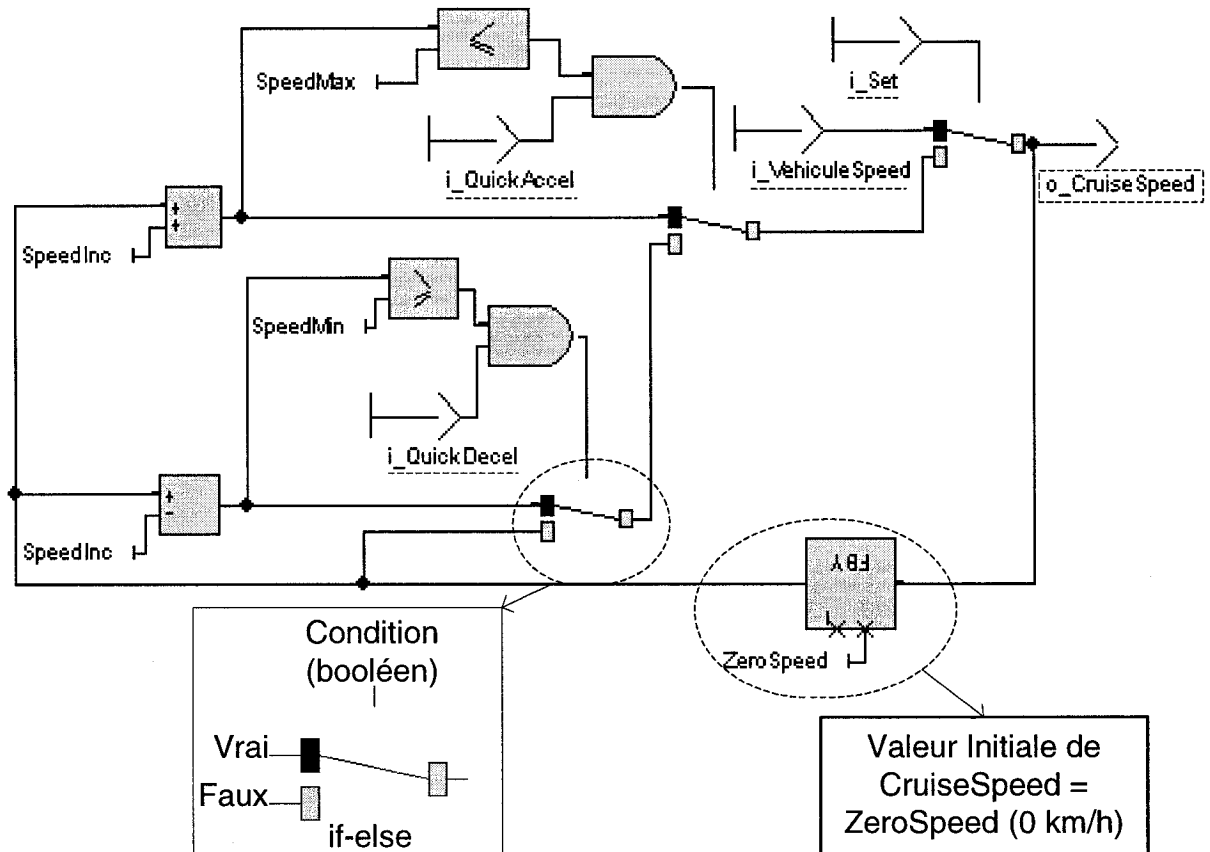 SpeedMax
i_Set
i_QuickAccel
i_VehiculeSpeed
o_CruiseSpeed
+
+
SpeedInc
SpeedMin
i_QuickDecel
+
-
SpeedInc
FBY
1
ZeroSpeed
Condition
(booléen)
Vrai
Faux
if-else
Valeur Initiale de
CruiseSpeed =
ZeroSpeed (0 km/h)